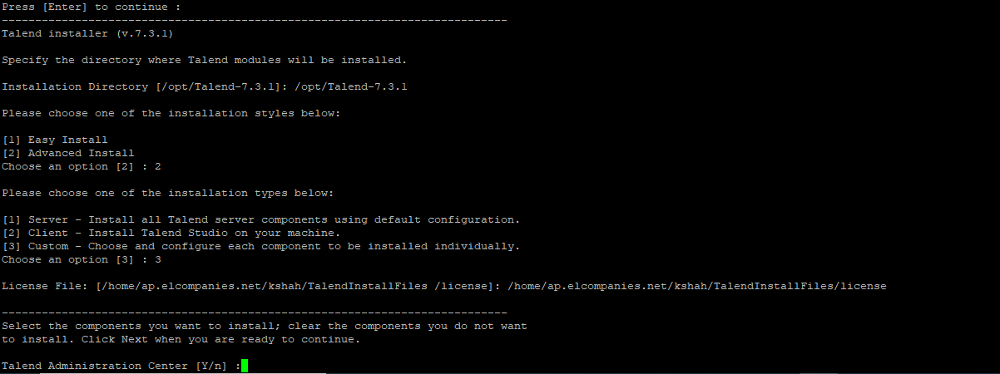 Press [Enter] to continue :
----------------------------------------------------------------------------
Talend installer (v.7.3.1)
Specify the directory where Talend modules will be installed.
Installation Directory [/opt/Talend-7.3.1]: /opt/Talend-7.3.1
Please choose one of the installation styles below:
[1] Easy Install
[2] Advanced Install
Choose an option [2] : 2
Please choose one of the installation types below:
[1] Server - Install all Talend server components using default configuration.
[2] Client - Install Talend Studio on your machine.
[3] Custom - Choose and configure each component to be installed individually.
Choose an option [3] : 3
License File: [/home/ap.elcompanies.net/kshah/TalendInstallFiles /license]: /home/ap.elcompanies.net/kshah/TalendInstallFiles/license
----------------------------------------------------------------------------
Select the components you want to install; clear the components you do not want
to install. Click Next when you are ready to continue.
Talend Administration Center [Y/n] :